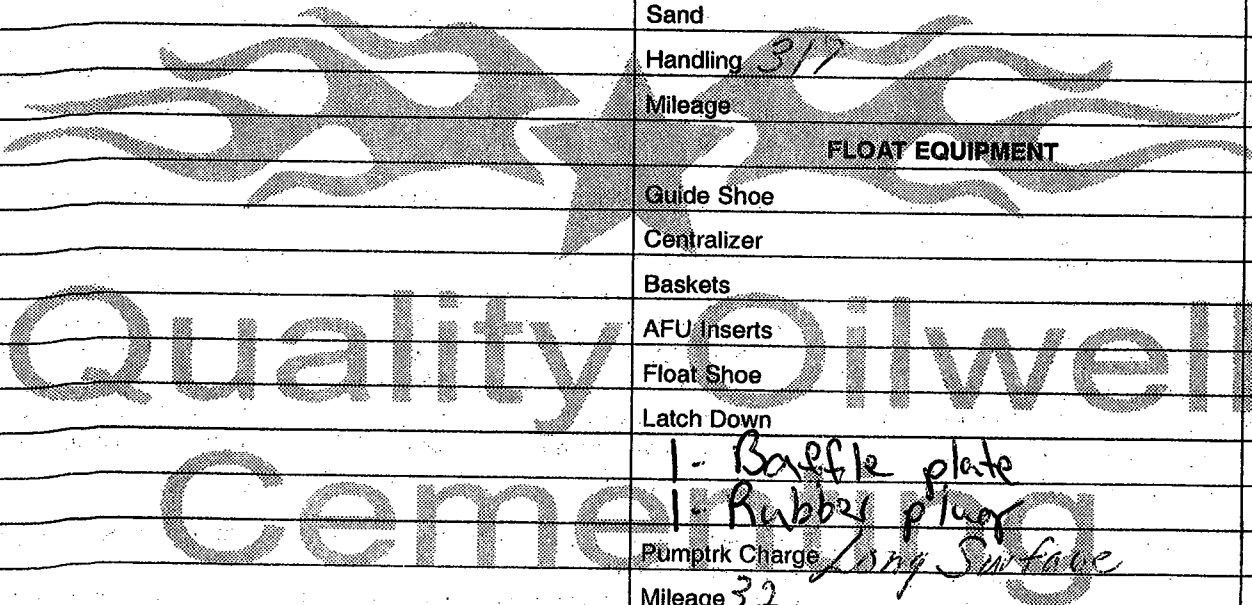 Sand
Handling 317
Mileage
FLOAT EQUIPMENT
Guide Shoe
Centralizer
Baskets
AFU Inserts
Float Shoe
Latch Down
1- Baffle plate
1- Rubber plug
Pumptrk Charge Long Surface
Mileage 32
Quality Oilwell
Cementing